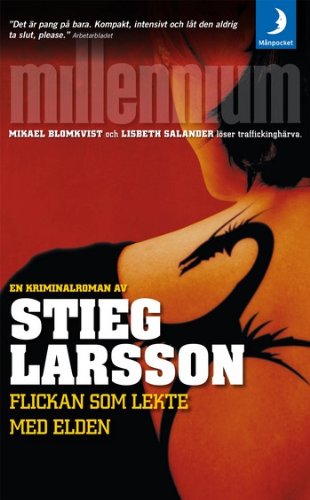 "Det är pang på bara. Kompakt, intensivt och låt den aldrig
ta slut, please." Arbetarbladet
Månpocket
millennium
MIKAEL BLOMKVIST och LISBETH SALANDER löser traffickinghärva.
EN KRIMINALROMAN AV
STIEG
LARSSON
FLICKAN SOM LEKTE
MED ELDEN